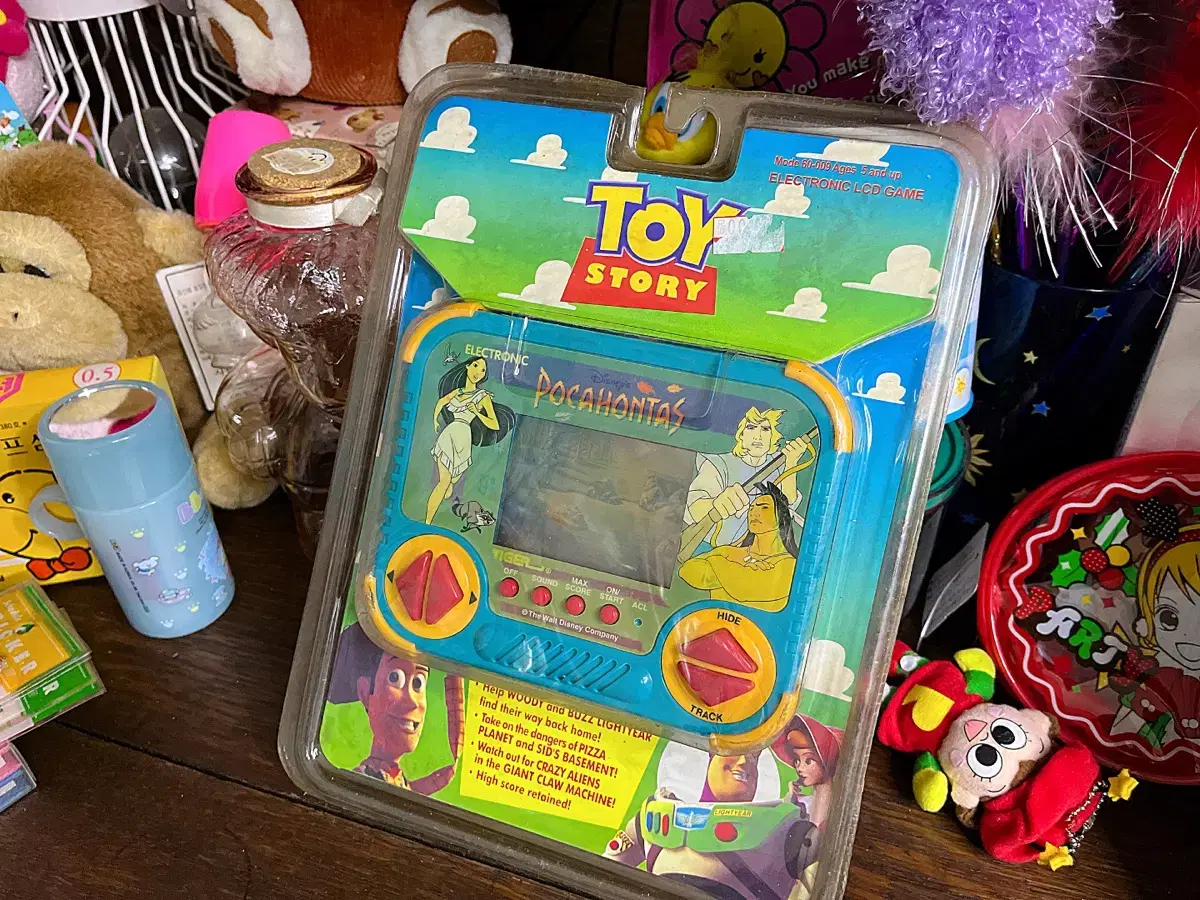 You make
Mode 60-009 Ages 5 and up
ELECTRONIC LCD GAME
TOY
STORY
ELECTRONIC
Disney's
POCAHONTAS
TIGER
OFF
SOUND
MAX
SCORE
ON/
START
ACL
©The Walt Disney Company
HIDE
TRACK
• Help WOODY and BUZZ LIGHTYEAR
find their way back home!
• Take on the dangers of PIZZA
PLANET and SID'S BASEMENT!
• Watch out for CRAZY ALIENS
in the GIANT CLAW MACHINE!
• High score retained!
LIGHTYEAR
0.5